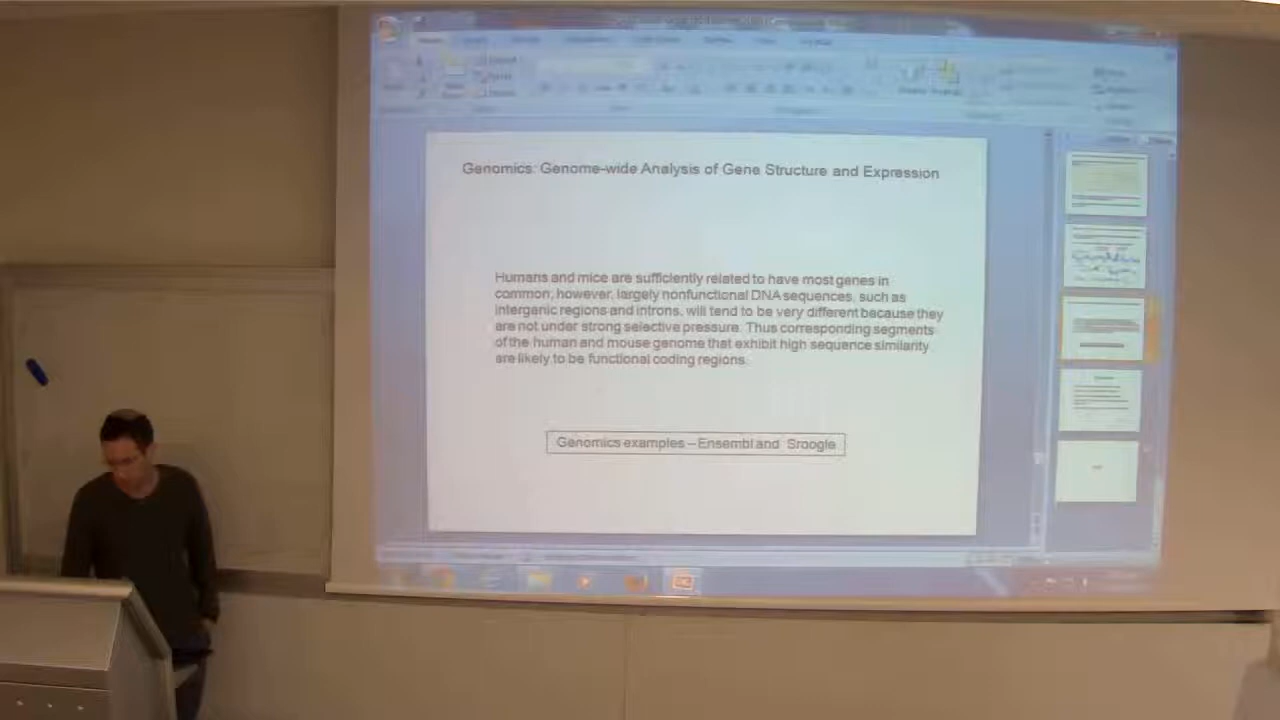 Genomics: Genome-wide Analysis of Gene Structure and Expression
Humans and mice are sufficiently related to have most genes in
common; however, largely nonfunctional DNA sequences, such as
intergenic regions and introns, will tend to be very different because they
are not under strong selective pressure. Thus corresponding segments
of the human and mouse genome that exhibit high sequence similarity
are likely to be functional coding regions.
Genomics examples – Ensembl and Sroogle